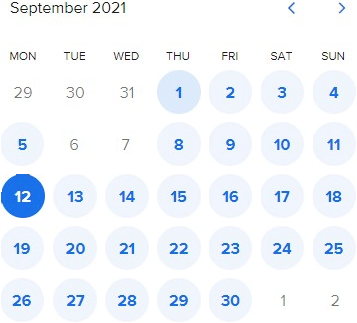 September 2021
MON TUE WED THU FRI SAT SUN
29 30 31 1 2 3 4
5 6 7 8 9 10 11
12 13 14 15 16 17 18
19 20 21 22 23 24 25
26 27 28 29 30 1 2